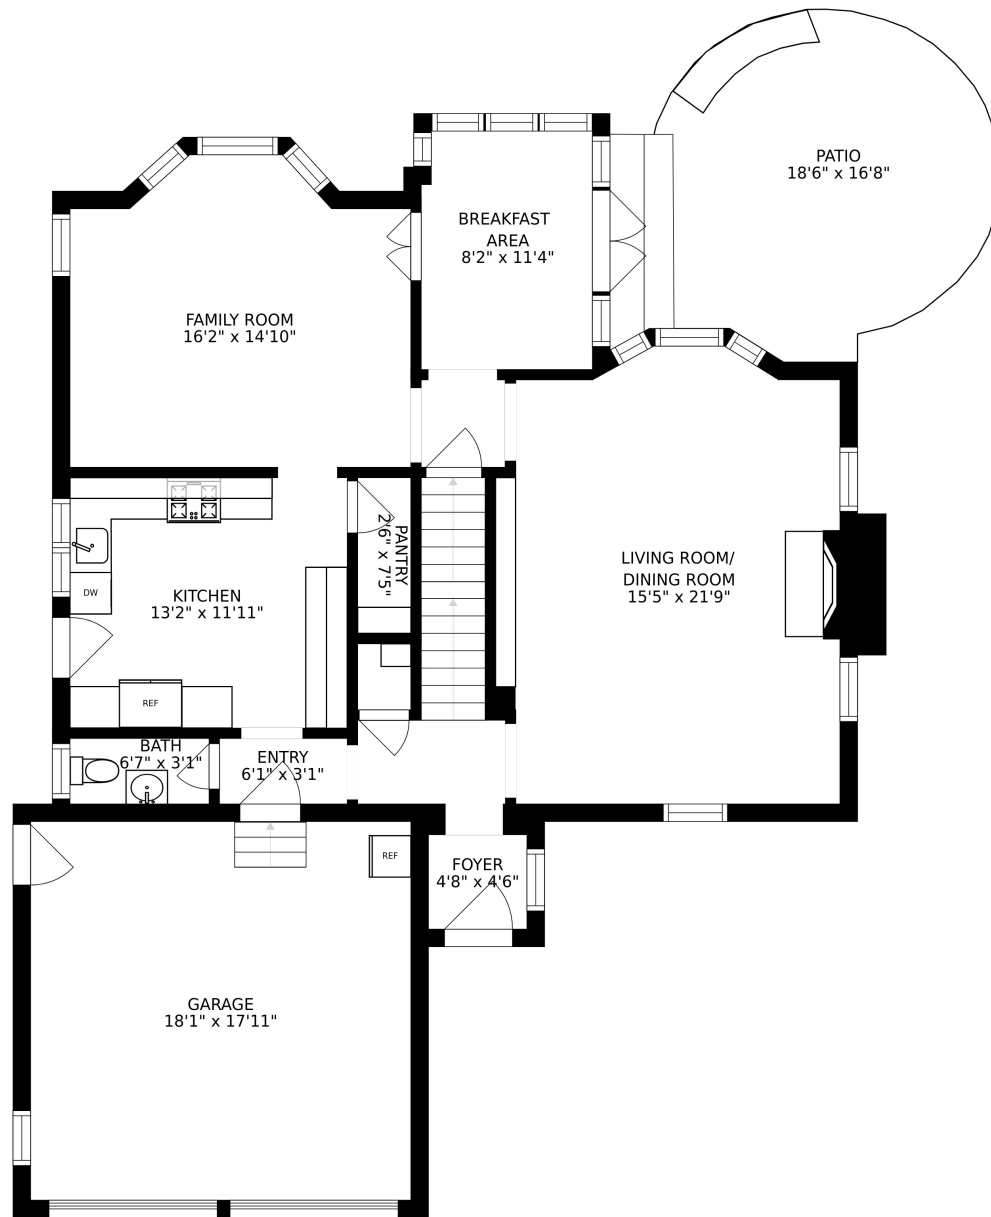 PATIO
18'6" x 16'8"
BREAKFAST
AREA
8'2" x 11'4"
FAMILY ROOM
16'2" x 14'10"
LIVING ROOM/
DINING ROOM
15'5" x 21'9"
PANTRY
2'6" x 7'5"
KITCHEN
13'2" x 11'11"
DW
REF
BATH
6'7" x 3'1"
ENTRY
6'1" x 3'1"
REF
FOYER
4'8" x 4'6"
GARAGE
18'1" x 17'11"